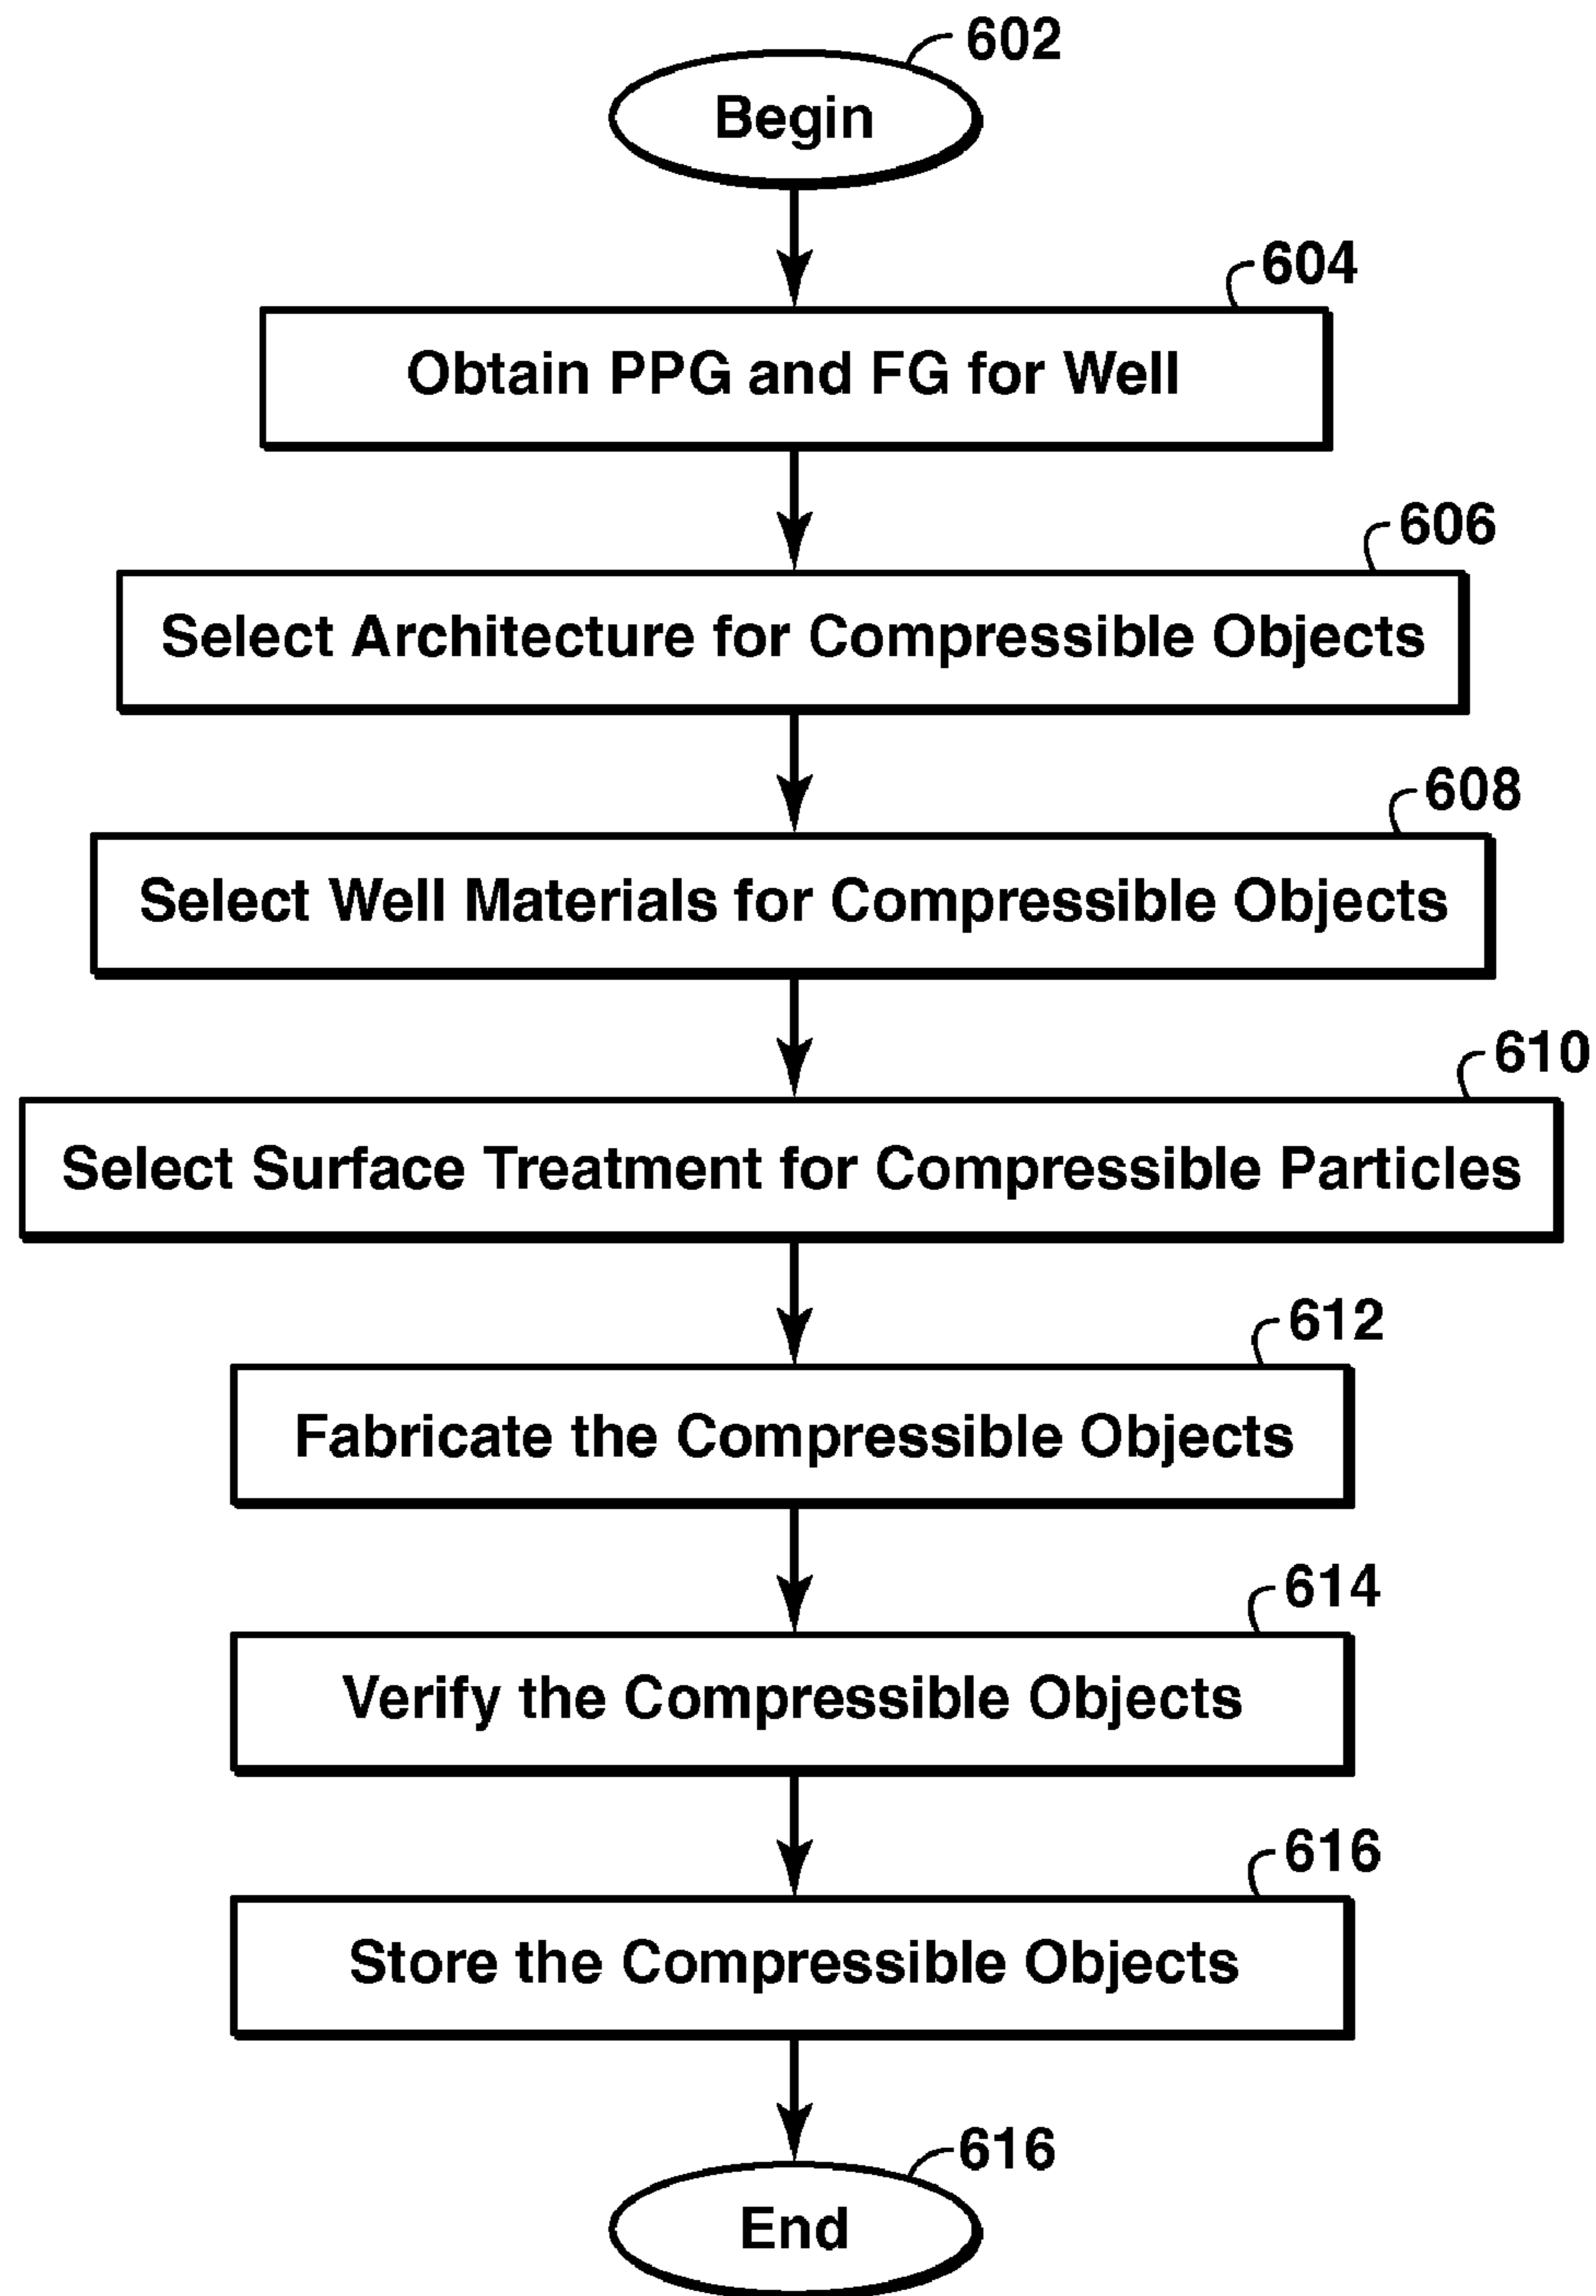 602
Begin
604
Obtain PPG and FG for Well
606
Select Architecture for Compressible Objects
608
Select Well Materials for Compressible Objects
610
Select Surface Treatment for Compressible Particles
612
Fabricate the Compressible Objects
614
Verify the Compressible Objects
616
Store the Compressible Objects
616
End